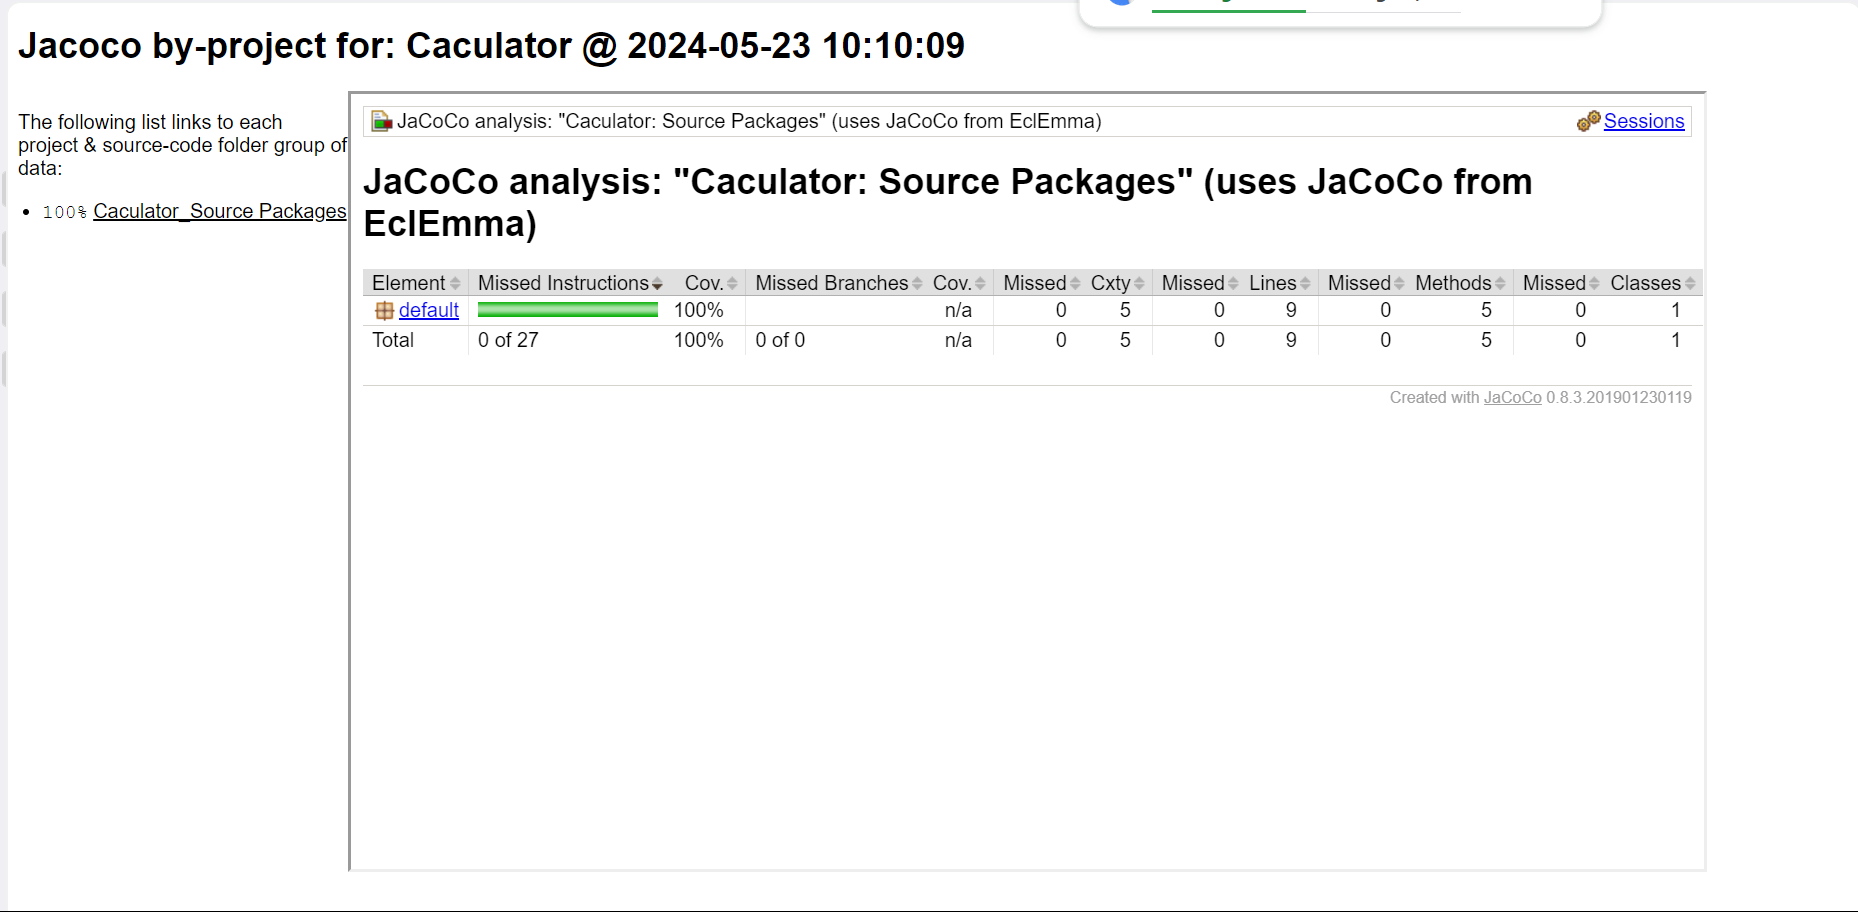 Jacoco by-project for: Caculator @ 2024-05-23 10:10:09
The following list links to each
project & source-code folder group of
data:
• 100% Caculator_Source Packages
JaCoCo analysis: "Caculator: Source Packages" (uses JaCoCo from EclEmma) Sessions
JaCoCo analysis: "Caculator: Source Packages" (uses JaCoCo from
EclEmma)
Element Missed Instructions Cov. Missed Branches Cov. Missed Cxty Missed Lines Missed Methods Missed Classes
default 100% n/a 0 5 0 9 0 5 0 1
Total 0 of 27 100% 0 of 0 n/a 0 5 0 9 0 5 0 1
Created with JaCoCo 0.8.3.201901230119